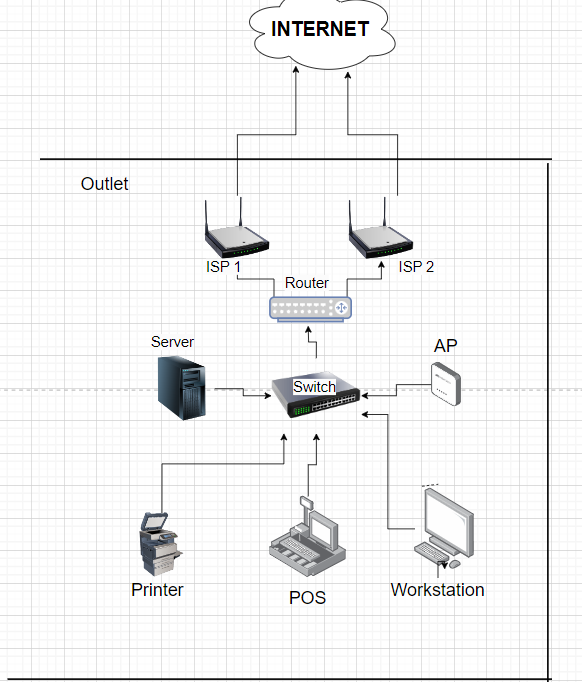 INTERNET
Outlet
ISP 1
ISP 2
Router
Server
AP
Switch
Printer
POS
Workstation